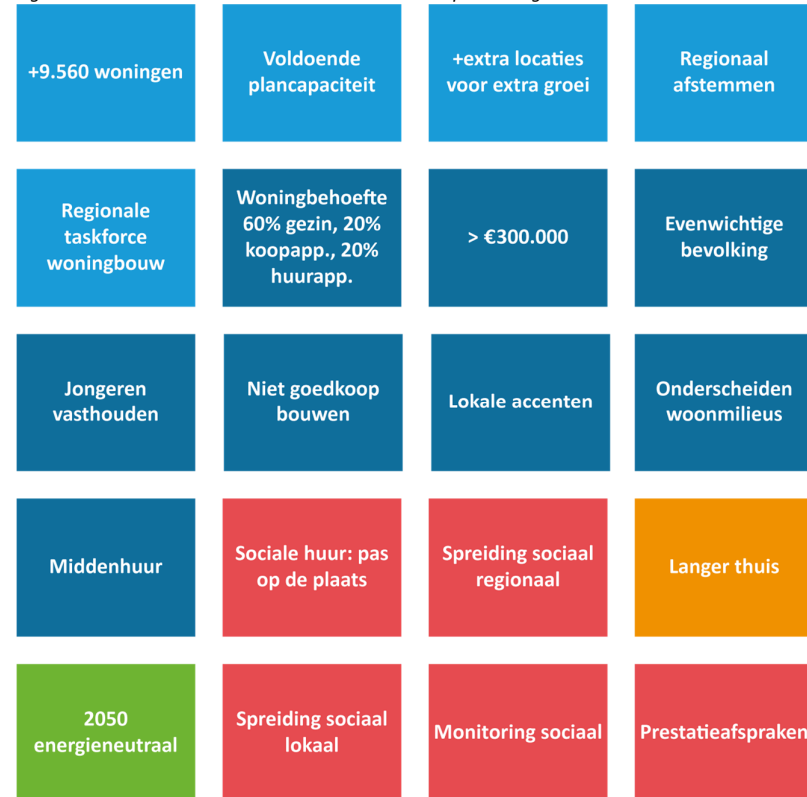 +9.560 woningen
Voldoende
plancapaciteit
+extra locaties
voor extra groei
Regionaal
afstemmen
Regionale
taskforce
woningbouw
Woningbehoefte
60% gezin, 20%
koopapp., 20%
huurapp.
> €300.000
Evenwichtige
bevolking
Jongeren
vasthouden
Niet goedkoop
bouwen
Lokale accenten
Onderscheiden
woonmilieus
Middenhuur
Sociale huur: pas
op de plaats
Spreiding sociaal
regionaal
Langer thuis
2050
energieneutraal
Spreiding sociaal
lokaal
Monitoring sociaal
Prestatieafspraken